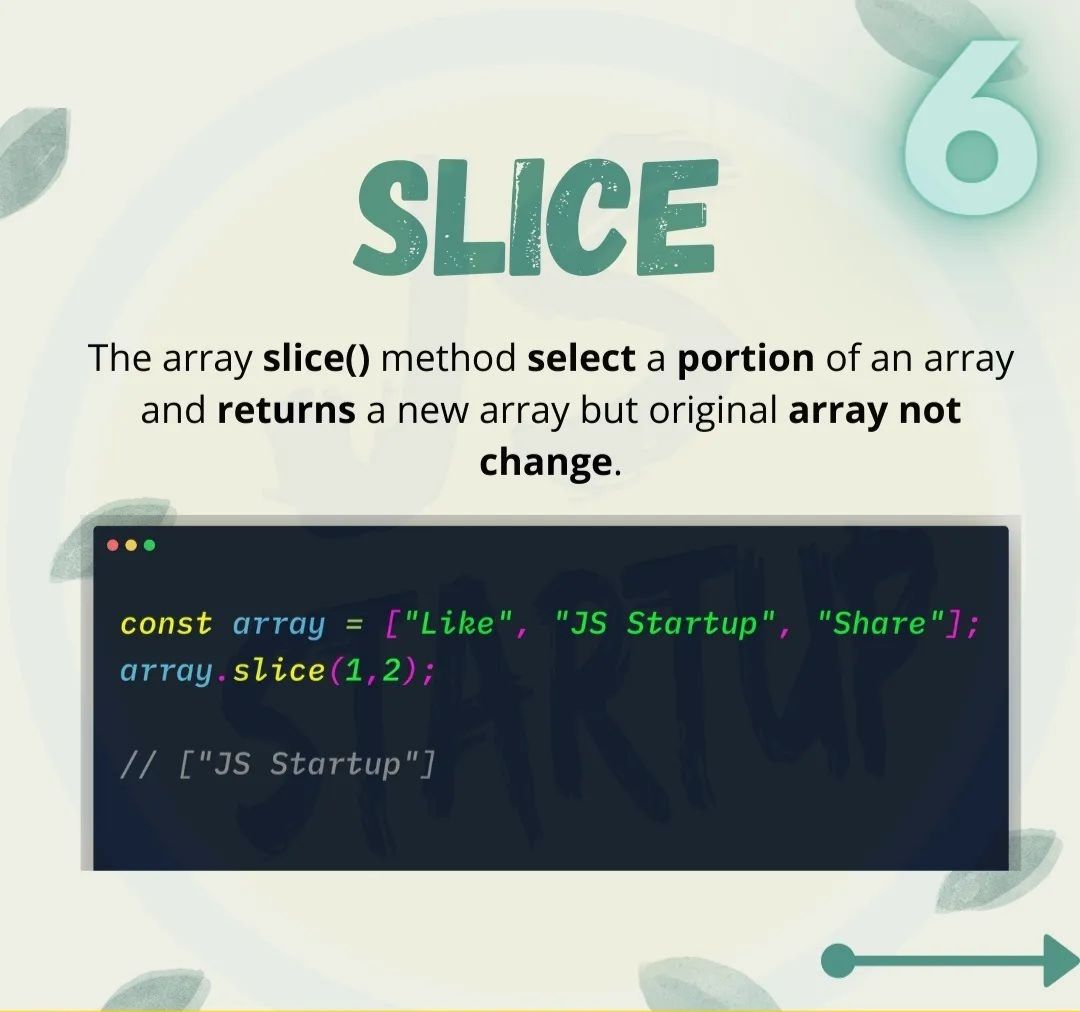 6
SLICE
The array slice() method select a portion of an array
and returns a new array but original array not
change.
const array = ["Like", "JS Startup", "Share"];
array.slice(1,2);
// ["JS Startup"]
JS
STARTUP